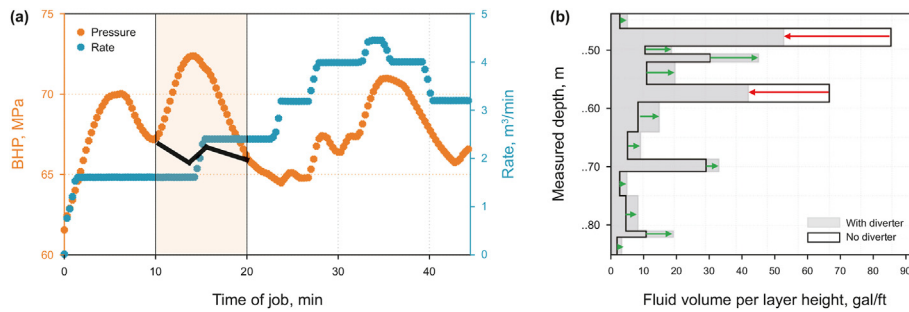 (a)
75
70
65
60
BHP, MPa
Pressure
Rate
5
4
3
2
1
0
Rate, m³/min
0
10
20
30
40
Time of job, min
(b)
.50
.60
.70
.80
Measured depth, m
With diverter
No diverter
0
10
20
30
40
50
60
70
80
90
Fluid volume per layer height, gal/ft